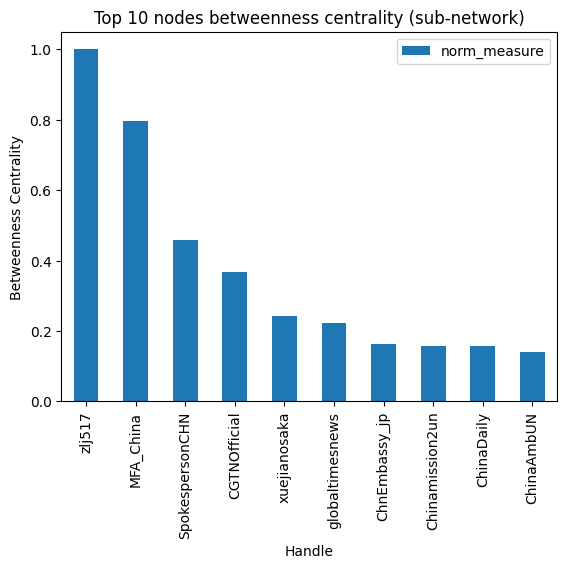 Top 10 nodes betweenness centrality (sub-network)
norm_measure
Betweenness Centrality
1.0
0.8
0.6
0.4
0.2
0.0
zlj517
MFA_China
SpokespersonCHN
CGTNOfficial
xuejianosaka
globaltimesnews
ChnEmbassy_jp
Chinamission2un
ChinaDaily
ChinaAmbUN
Handle